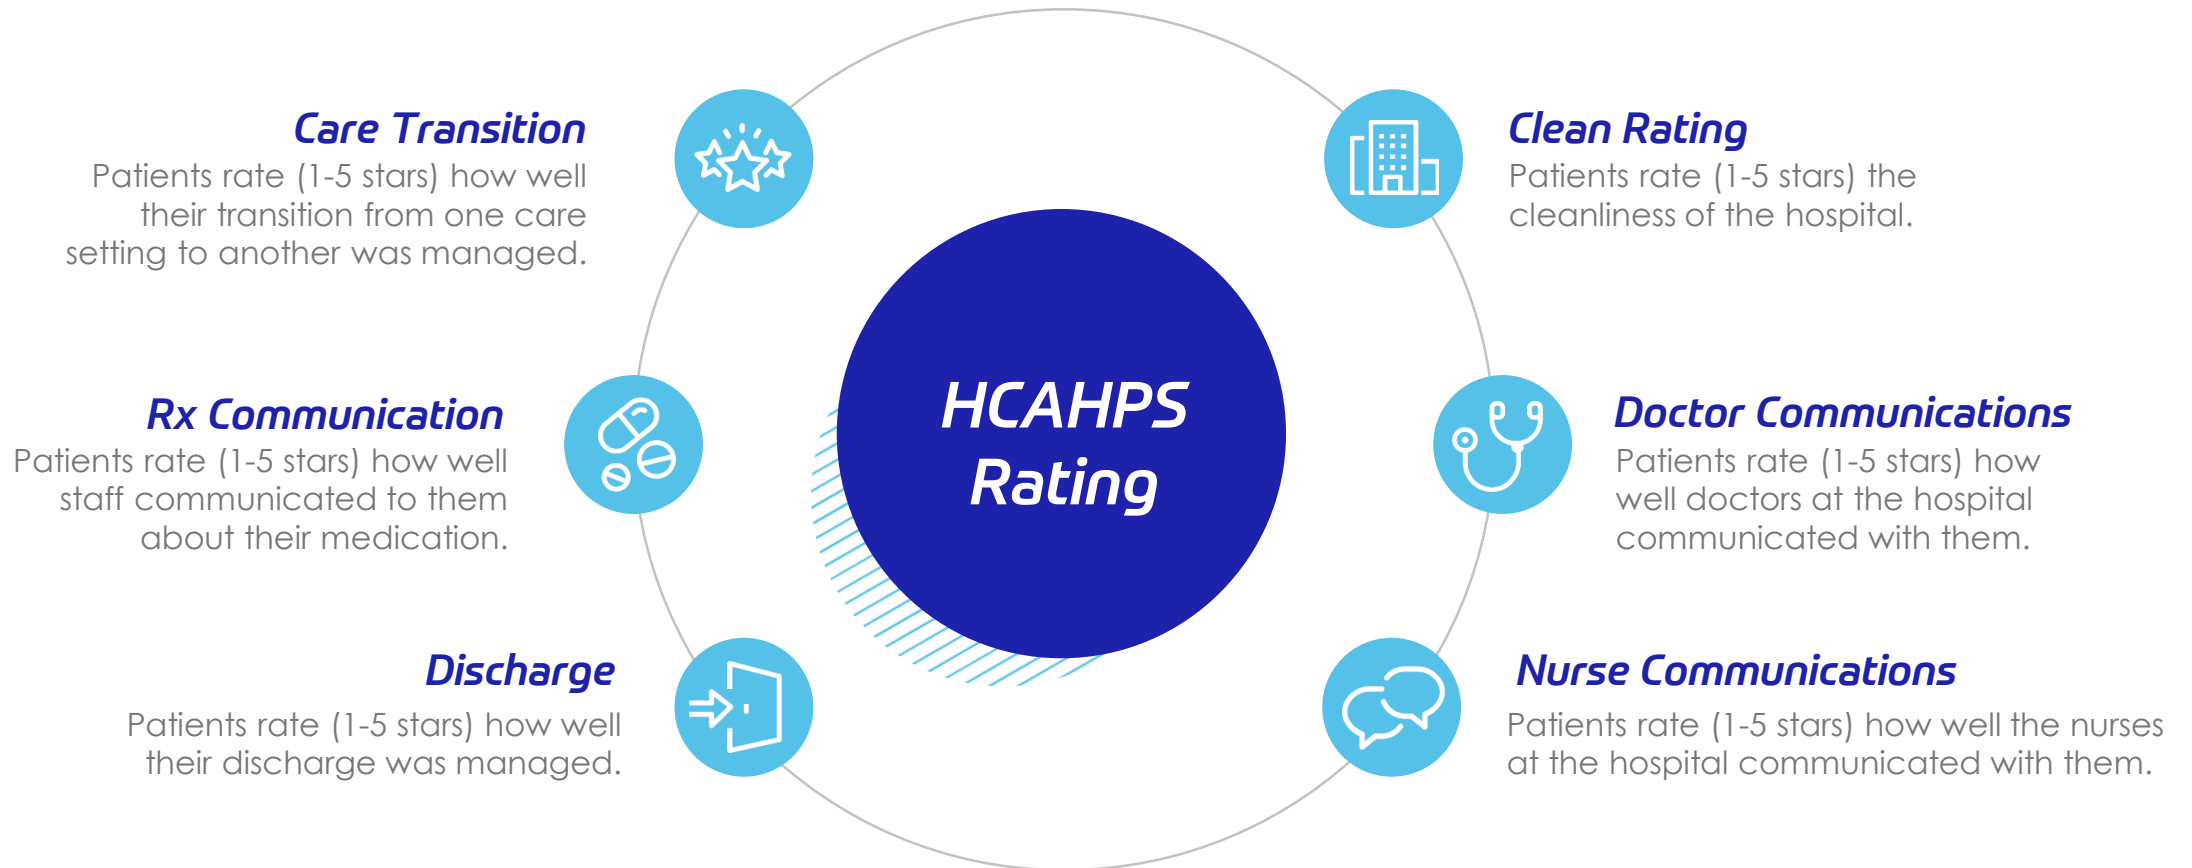 Care Transition
Patients rate (1-5 stars) how well
their transition from one care
setting to another was managed.
Rx Communication
Patients rate (1-5 stars) how well
staff communicated to them
about their medication.
Discharge
Patients rate (1-5 stars) how well
their discharge was managed.
HCAHPS
Rating
Clean Rating
Patients rate (1-5 stars) the
cleanliness of the hospital.
Doctor Communications
Patients rate (1-5 stars) how
well doctors at the hospital
communicated with them.
Nurse Communications
Patients rate (1-5 stars) how well the nurses
at the hospital communicated with them.